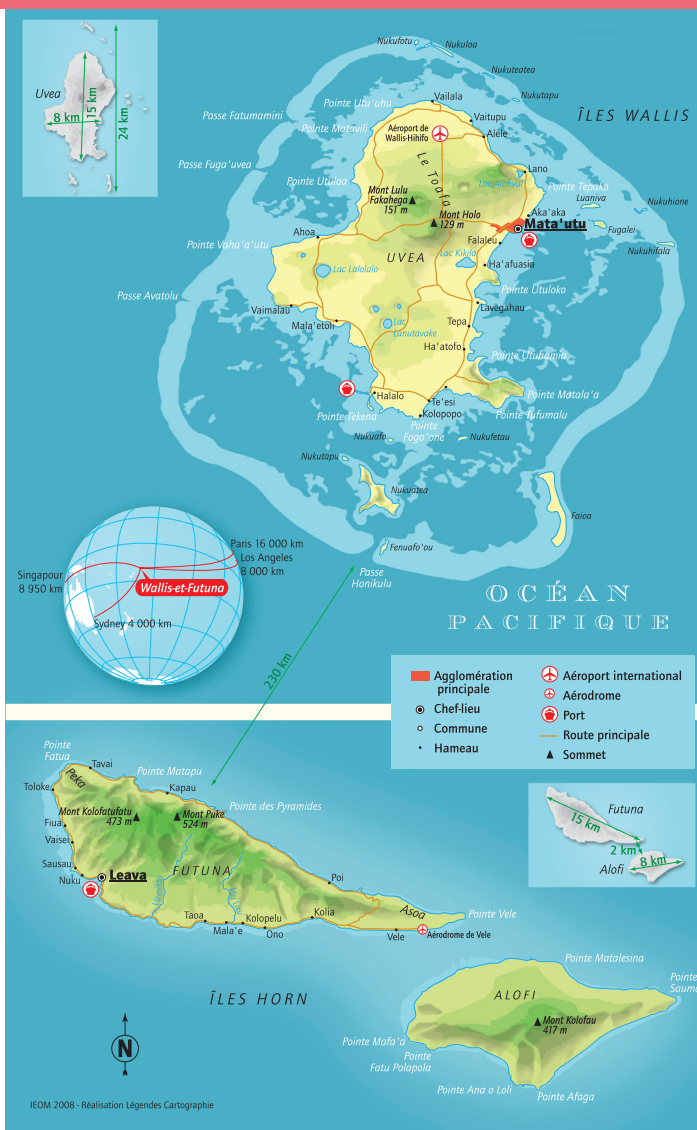 Uvea
8 km
15 km
24 km
Nukufotu
Nukuloa
Nukuteatea
Nukutapu
ÎLES WALLIS
Vailala
Pointe Utu'uhu
Vaitupu
Passe Fatumamini
Pointe Matavili
Aéroport de
Wallis-Hihifo
Alele
Passe Fuga'uvea
Le Toafa
Lano
Pointe Utuloa
Mont Lulu
Fakahega
151 m
Lac Alofivai
Pointe Tepako
Luaniva
Nukuhione
Mont Holo
129 m
Aka'aka
Mata'utu
Fugalei
Ahoa
Falaleu
Pointe Vaha'a'utu
UVEA
Lac Kikila
Nukuhifala
Lac Lalolalo
Ha'afuasia
Pointe Utuloko
Passe Avatolu
Vaimalau
Lavegahau
Mala'etoli
Lac
Lanutavake
Tepa
Ha'atofo
Pointe Utuhamia
Halalo
Te'esi
Pointe Matala'a
Pointe Tekena
Kolopopo
Pointe Tufumalu
Pointe
Fogo'one
Nukuafo
Nukufetau
Nukutapu
Nukuatea
Faioa
Fenuafo'ou
Passe
Honikulu
Paris 16 000 km
Los Angeles
8 000 km
Singapour
8 950 km
Wallis-et-Futuna
Sydney 4 000 km
OCÉAN
PACIFIQUE
230 km
Agglomération
principale
Chef-lieu
Commune
Hameau
Aéroport international
Aérodrome
Port
Route principale
Sommet
Pointe
Fatua
Tavai
Peka
Pointe Matapu
Toloke
Kapau
Pointe des Pyramides
Mont Kolofatufatu
473 m
Mont Puke
524 m
Fiua
Vaisei
Sausau
Nuku
Leava
FUTUNA
Poi
Taoa
Mala'e
Kolopelu
Ono
Kolia
Asoa
Pointe Vele
Vele
Aérodrome de Vele
Futuna
15 km
2 km
Alofi
8 km
Pointe Matalesina
Pointe
ÎLES HORN
ALOFI
Mont Kolofau
417 m
Pointe Mafa'a
Pointe
Fatu Polapola
Pointe Ana o Loli
Pointe Afaga
N
IEOM 2008 - Réalisation Légendes Cartographie